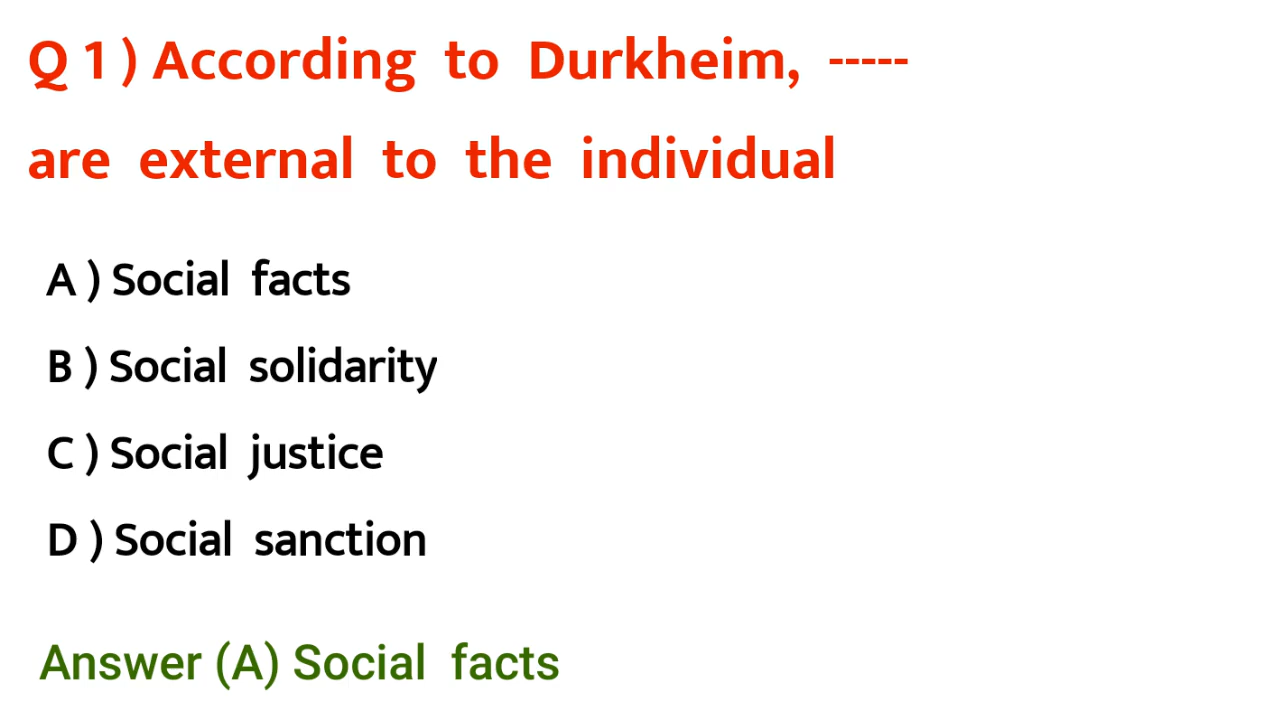 Q 1 ) According to Durkheim, -----
are external to the individual
A ) Social facts
B ) Social solidarity
C ) Social justice
D ) Social sanction
Answer (A) Social facts